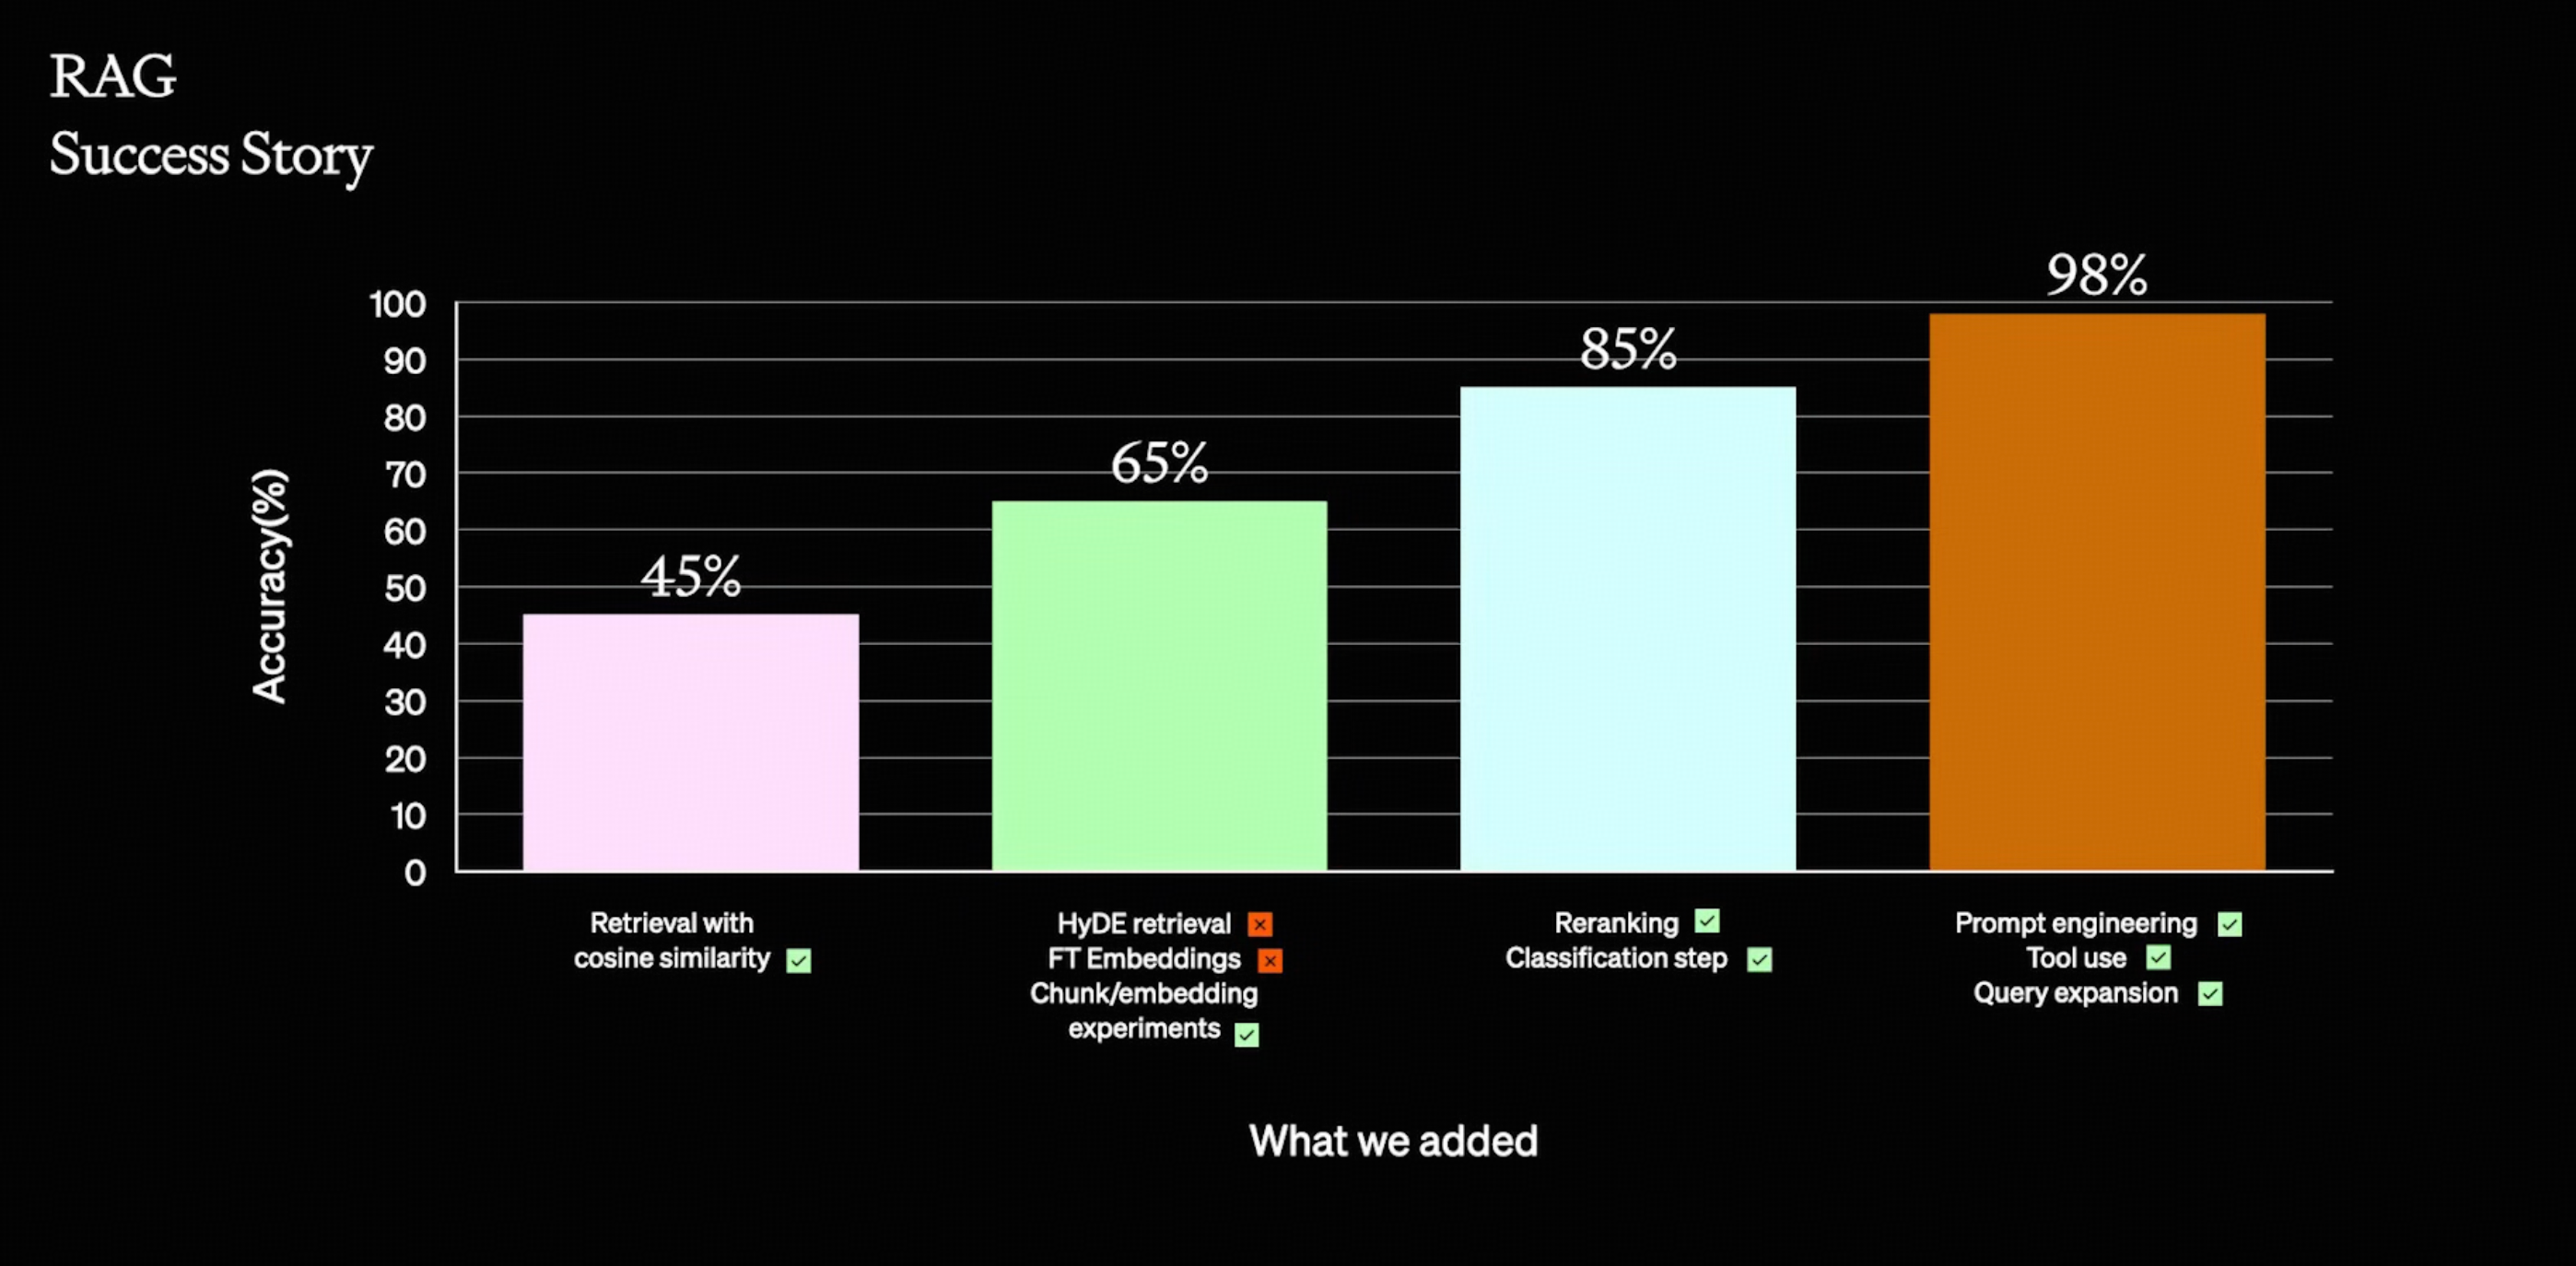 RAG
Success Story
98%
85%
65%
45%
Accuracy(%)
100
90
80
70
60
50
40
30
20
10
0
Retrieval with
cosine similarity
HyDE retrieval
FT Embeddings
Chunk/embedding
experiments
Reranking
Classification step
Prompt engineering
Tool use
Query expansion
What we added